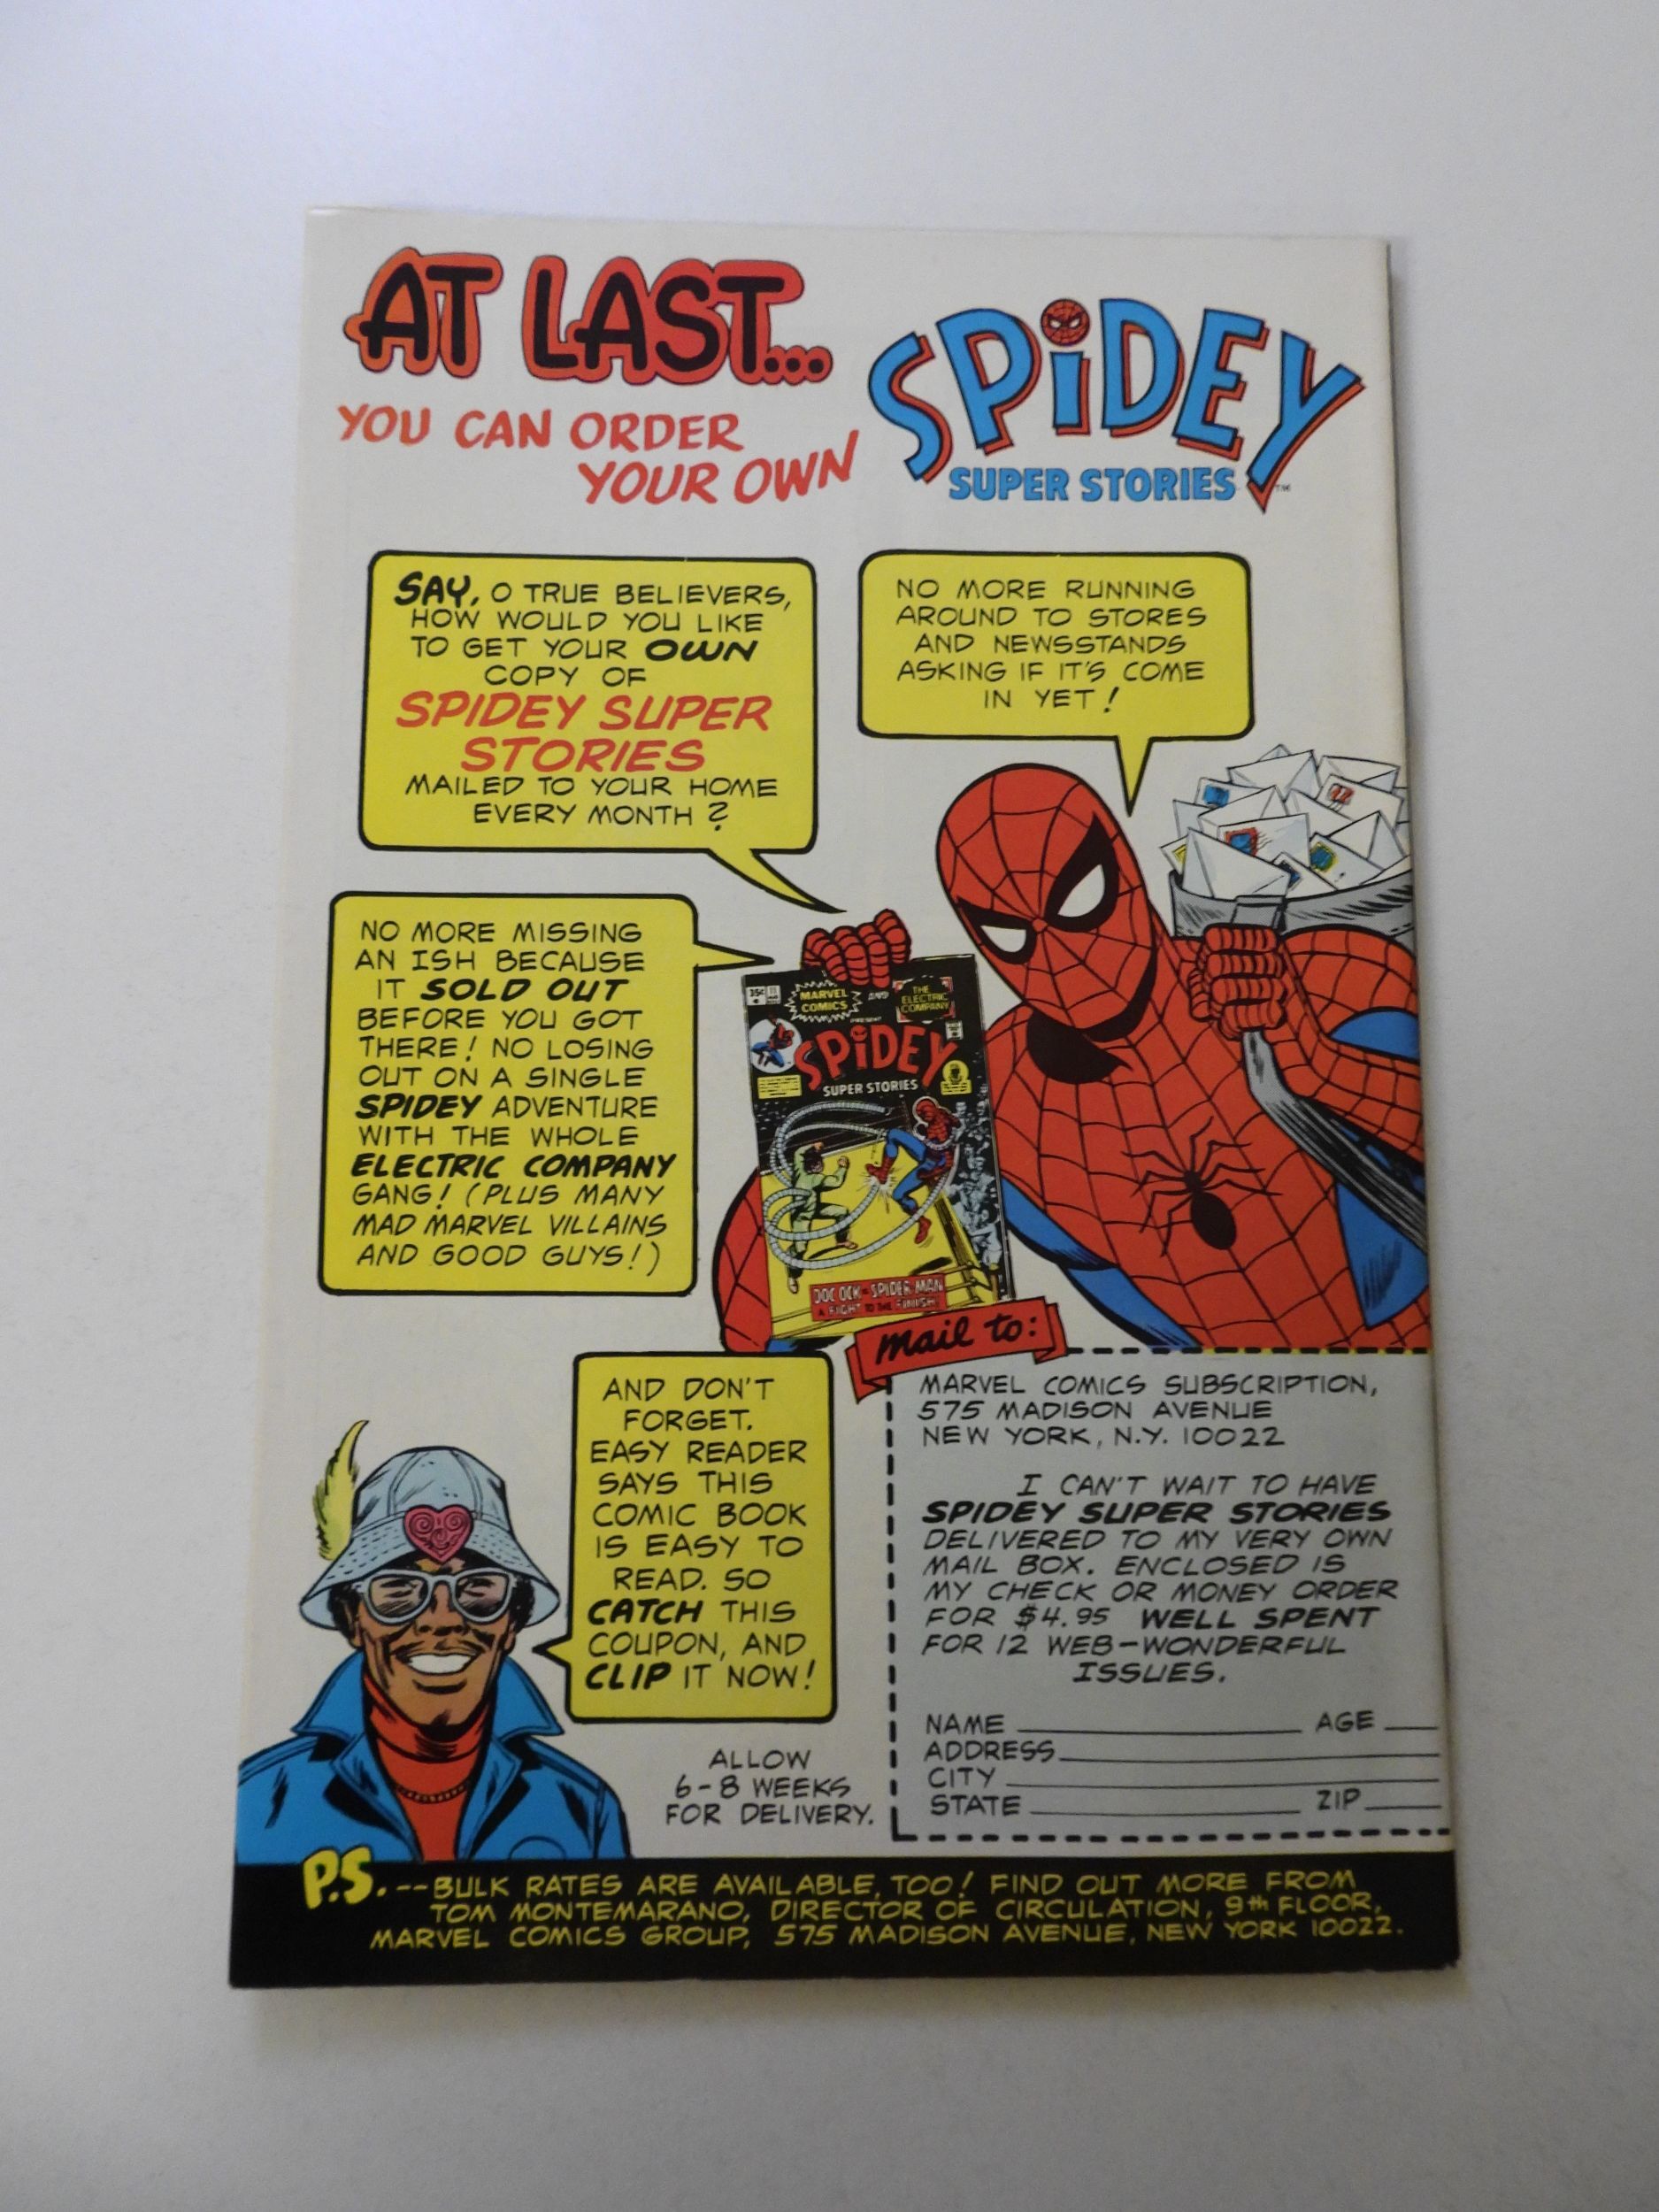 AT LAST...
YOU CAN ORDER
YOUR OWN
SPiDEY
SUPER STORIES
TM
SAY, O TRUE BELIEVERS,
HOW WOULD YOU LIKE
TO GET YOUR OWN
COPY OF
SPIDEY SUPER
STORIES
MAILED TO YOUR HOME
EVERY MONTH?
NO MORE RUNNING
AROUND TO STORES
AND NEWSSTANDS
ASKING IF IT'S COME
IN YET!
NO MORE MISSING
AN ISH BECAUSE
IT SOLD OUT
BEFORE YOU GOT
THERE! NO LOSING
OUT ON A SINGLE
SPIDEY ADVENTURE
WITH THE WHOLE
ELECTRIC COMPANY
GANG! (PLUS MANY
MAD MARVEL VILLAINS
AND GOOD GUYS!)
35¢ 11
MARVEL
COMICS
AND
THE
ELECTRIC
COMPANY
PRESENT
SPiDEY
SUPER STORIES
DOC OCK SPIDER-MAN
A FIGHT TO THE FINISH!
AND DON'T
FORGET.
EASY READER
SAYS THIS
COMIC BOOK
IS EASY TO
READ. SO
CATCH THIS
COUPON, AND
CLIP IT NOW!
ALLOW
6-8 WEEKS
FOR DELIVERY.
mail to:
MARVEL COMICS SUBSCRIPTION,
575 MADISON AVENUE
NEW YORK, N.Y. 10022
I CAN'T WAIT TO HAVE
SPIDEY SUPER STORIES
DELIVERED TO MY VERY OWN
MAIL BOX. ENCLOSED IS
MY CHECK OR MONEY ORDER
FOR $4.95 WELL SPENT
FOR 12 WEB-WONDERFUL
ISSUES.
NAME AGE
ADDRESS
CITY
STATE ZIP
P.S.--BULK RATES ARE AVAILABLE, TOO! FIND OUT MORE FROM
TOM MONTEMARANO, DIRECTOR OF CIRCULATION, 9th FLOOR,
MARVEL COMICS GROUP, 575 MADISON AVENUE, NEW YORK 10022.